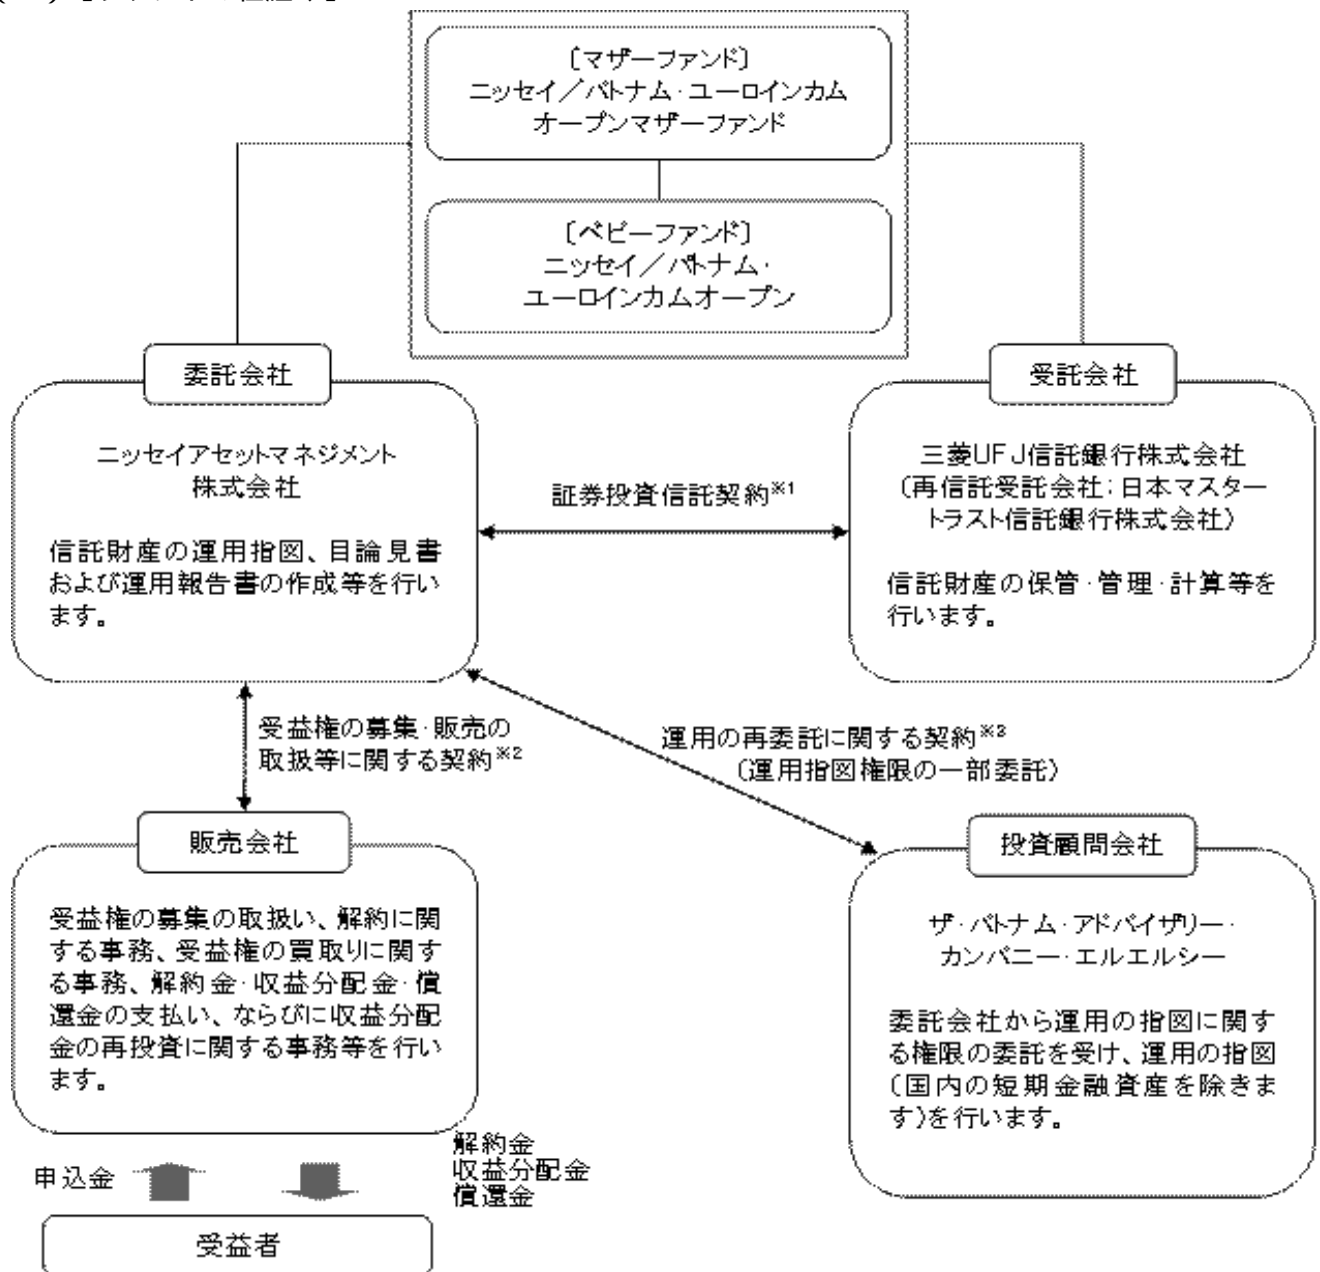 〔マザーファンド〕
ニッセイ／パトナム・ユーロインカム
オープンマザーファンド
〔ベビーファンド〕
ニッセイ／パトナム・
ユーロインカムオープン
委託会社
ニッセイアセットマネジメント
株式会社
信託財産の運用指図、目論見書
および運用報告書の作成等を行い
ます。
証券投資信託契約※1
受託会社
三菱UFJ信託銀行株式会社
（再信託受託会社：日本マスター
トラスト信託銀行株式会社）
信託財産の保管・管理・計算等を
行います。
受益権の募集・販売の
取扱等に関する契約※2
運用の再委託に関する契約※3
（運用指図権限の一部委託）
販売会社
受益権の募集の取扱い、解約に関
する事務、受益権の買取りに関す
る事務、解約金・収益分配金・償
還金の支払い、ならびに収益分配
金の再投資に関する事務等を行い
ます。
投資顧問会社
ザ・パトナム・アドバイザリー・
カンパニー・エルエルシー
委託会社から運用の指図に関す
る権限の委託を受け、運用の指図
（国内の短期金融資産を除きま
す）を行います。
申込金
解約金
収益分配金
償還金
受益者